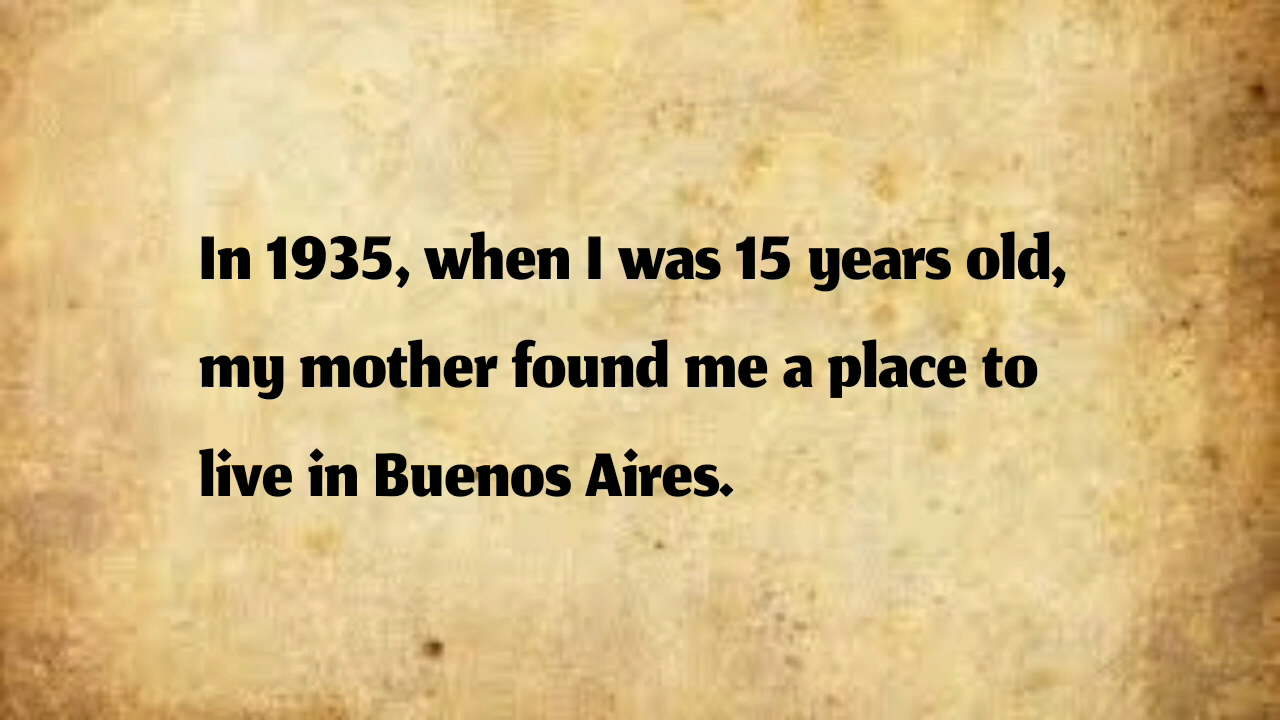 In 1935, when I was 15 years old,
my mother found me a place to
live in Buenos Aires.